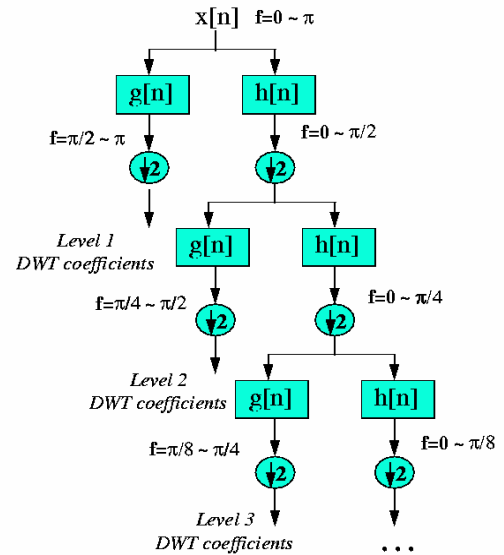 x[n] f=0 ~ π
g[n] h[n]
f=π/2 ~ π f=0 ~ π/2
2 2
Level 1
DWT coefficients
g[n] h[n]
f=π/4 ~ π/2 f=0 ~ π/4
2 2
Level 2
DWT coefficients
g[n] h[n]
f=π/8 ~ π/4 f=0 ~ π/8
2 2
Level 3
DWT coefficients
...